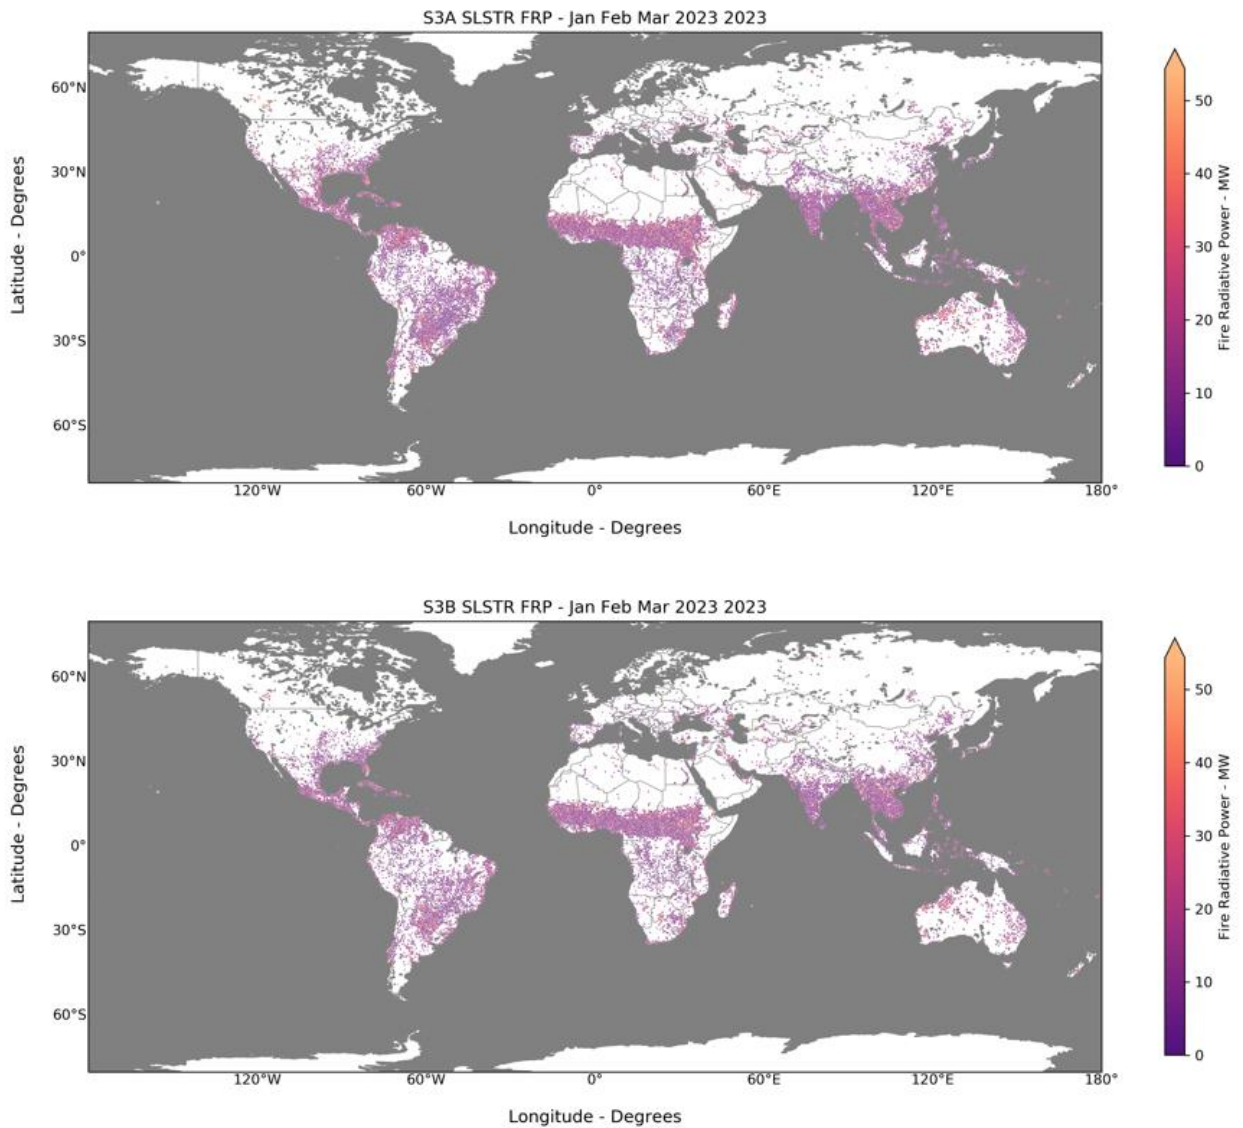 S3A SLSTR FRP - Jan Feb Mar 2023 2023
60°N
30°N
0°
30°S
60°S
Latitude - Degrees
120°W 60°W 0° 60°E 120°E 180°
Longitude - Degrees
50
40
30
20
10
0
Fire Radiative Power - MW
S3B SLSTR FRP - Jan Feb Mar 2023 2023
60°N
30°N
0°
30°S
60°S
Latitude - Degrees
120°W 60°W 0° 60°E 120°E 180°
Longitude - Degrees
50
40
30
20
10
0
Fire Radiative Power - MW